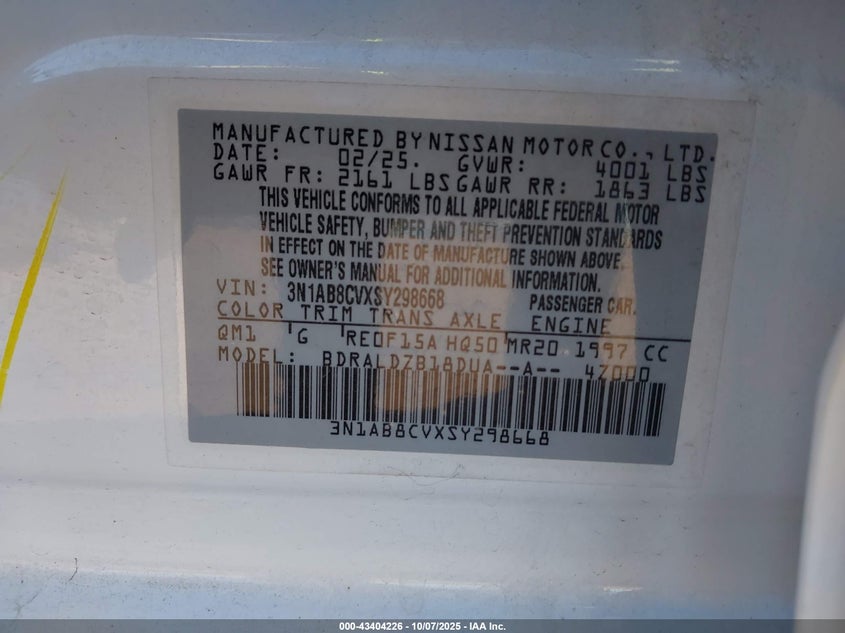 MANUFACTURED BY NISSAN MOTOR CO., LTD.
DATE: 02/25. GVWR: 4001 LBS
GAWR FR: 2161 LBS GAWR RR: 1863 LBS
THIS VEHICLE CONFORMS TO ALL APPLICABLE FEDERAL MOTOR
VEHICLE SAFETY, BUMPER AND THEFT PREVENTION STANDARDS
IN EFFECT ON THE DATE OF MANUFACTURE SHOWN ABOVE.
SEE OWNER'S MANUAL FOR ADDITIONAL INFORMATION.
VIN: 3N1AB8CVXSY298668 PASSENGER CAR.
COLOR TRIM TRANS AXLE ENGINE
QM1 G RE0F15A HQ50 MR20 1997 CC
MODEL: BDRALDZB18DUA--A-- 47000
3N1AB8CVXSY298668
000-43404226 - 10/07/2025 - IAA Inc.